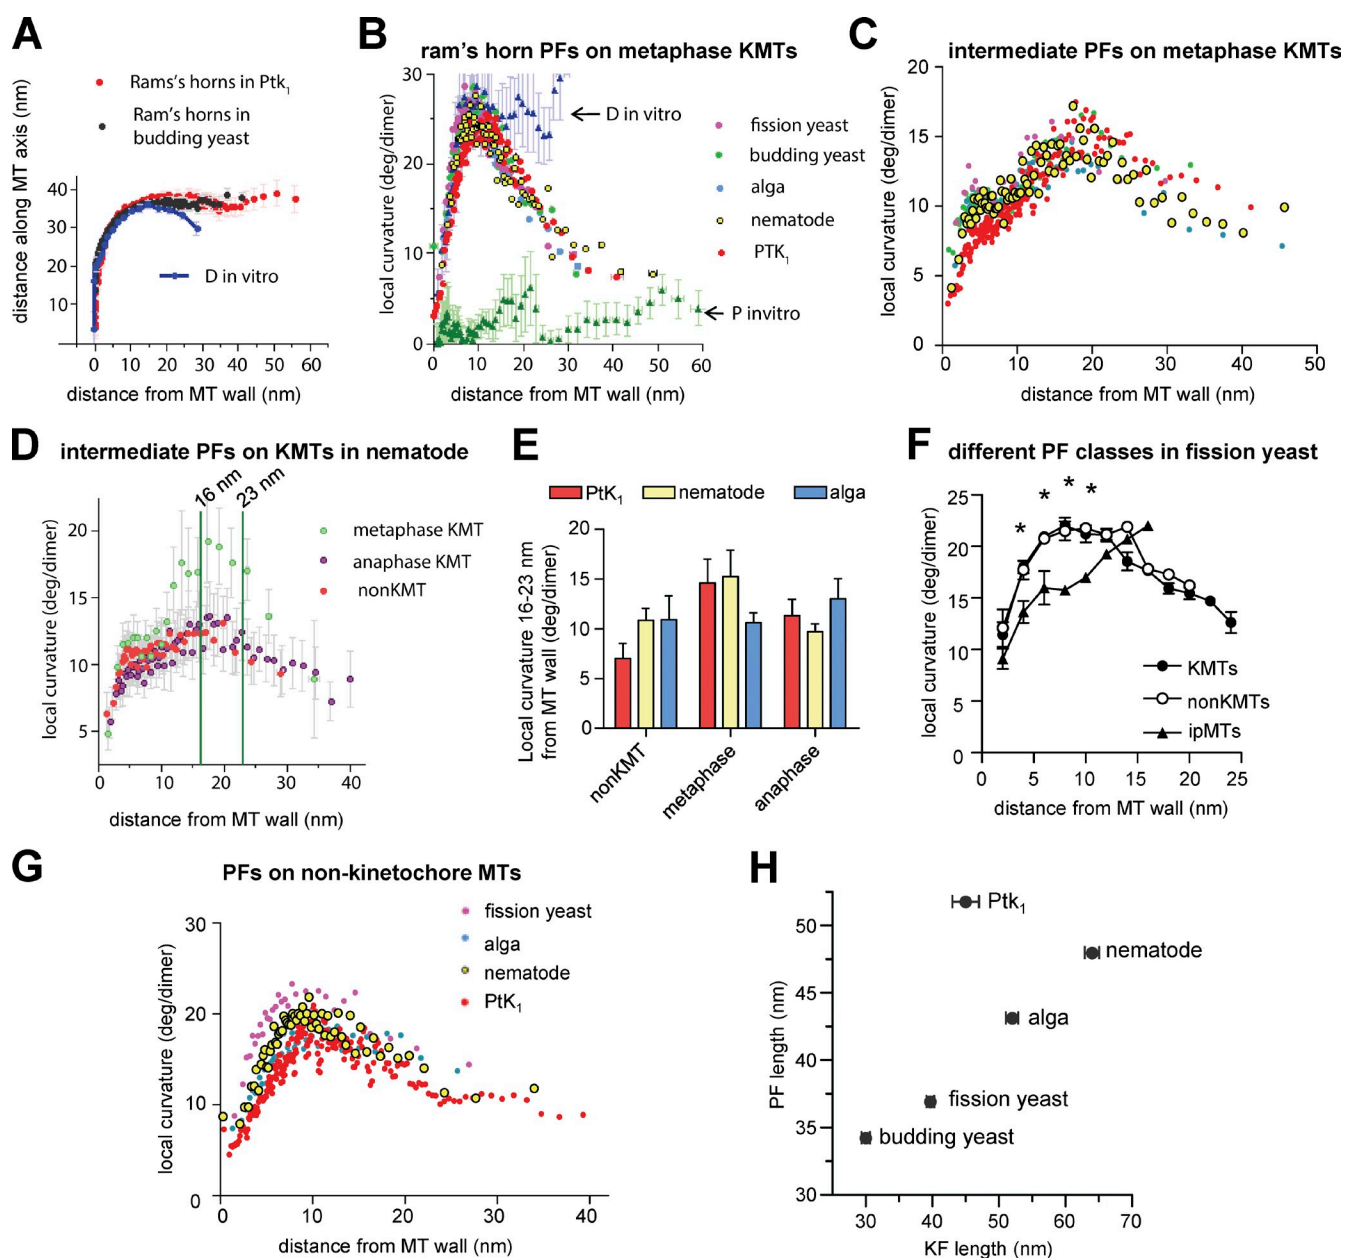 A
Rams's horns in Ptk1
Ram's horns in
budding yeast
distance along MT axis (nm)
40
30
20
10
D in vitro
0 10 20 30 40 50 60
distance from MT wall (nm)
B
ram's horn PFs on metaphase KMTs
local curvature (deg/dimer)
30
20
10
0
D in vitro
fission yeast
budding yeast
alga
nematode
PTK1
P invitro
0 10 20 30 40 50 60
distance from MT wall (nm)
C
intermediate PFs on metaphase KMTs
local curvature (deg/dimer)
20
15
10
5
0
0 10 20 30 40 50
distance from MT wall (nm)
D
intermediate PFs on KMTs in nematode
16 nm
23 nm
local curvature (deg/dimer)
20
15
10
5
metaphase KMT
anaphase KMT
nonKMT
0 10 20 30 40
distance from MT wall (nm)
E
PtK1 nematode alga
Local curvature 16-23 nm
from MT wall (deg/dimer)
20
15
10
5
0
nonKMT
metaphase
anaphase
F
different PF classes in fission yeast
local curvature (deg/dimer)
25
20
15
10
5
0
* * * *
KMTs
nonKMTs
ipMTs
0 5 10 15 20 25
distance from MT wall (nm)
G
PFs on non-kinetochore MTs
local curvature (deg/dimer)
30
20
10
0
fission yeast
alga
nematode
PtK1
0 10 20 30 40
distance from MT wall (nm)
H
PF length (nm)
50
45
40
35
30
Ptk1
nematode
alga
fission yeast
budding yeast
30 40 50 60 70
KF length (nm)